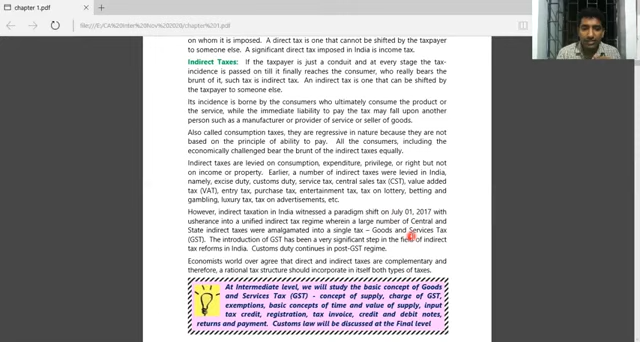 chapter 1.pdf
file:///E:/CA%20Inter%20Nov%202020/chapter%201.pdf
on whom it is imposed. A direct tax is one that cannot be shifted by the taxpayer
to someone else. A significant direct tax imposed in India is income tax.
Indirect Taxes: If the taxpayer is just a conduit and at every stage the tax-
incidence is passed on till it finally reaches the consumer, who really bears the
brunt of it, such tax is indirect tax. An indirect tax is one that can be shifted by
the taxpayer to someone else.
Its incidence is borne by the consumers who ultimately consume the product or
the service, while the immediate liability to pay the tax may fall upon another
person such as a manufacturer or provider of service or seller of goods.
Also called consumption taxes, they are regressive in nature because they are not
based on the principle of ability to pay. All the consumers, including the
economically challenged bear the brunt of the indirect taxes equally.
Indirect taxes are levied on consumption, expenditure, privilege, or right but not
on income or property. Earlier, a number of indirect taxes were levied in India,
namely, excise duty, customs duty, service tax, central sales tax (CST), value added
tax (VAT), entry tax, purchase tax, entertainment tax, tax on lottery, betting and
gambling, luxury tax, tax on advertisements, etc.
However, indirect taxation in India witnessed a paradigm shift on July 01, 2017 with
usherance into a unified indirect tax regime wherein a large number of Central and
State indirect taxes were amalgamated into a single tax – Goods and Services Tax
(GST). The introduction of GST has been a very significant step in the field of indirect
tax reforms in India. Customs duty continues in post-GST regime.
Economists world over agree that direct and indirect taxes are complementary and
therefore, a rational tax structure should incorporate in itself both types of taxes.
At Intermediate level, we will study the basic concept of Goods
and Services Tax (GST) - concept of supply, charge of GST,
exemptions, basic concepts of time and value of supply, input
tax credit, registration, tax invoice, credit and debit notes,
returns and payment. Customs law will be discussed at the Final level